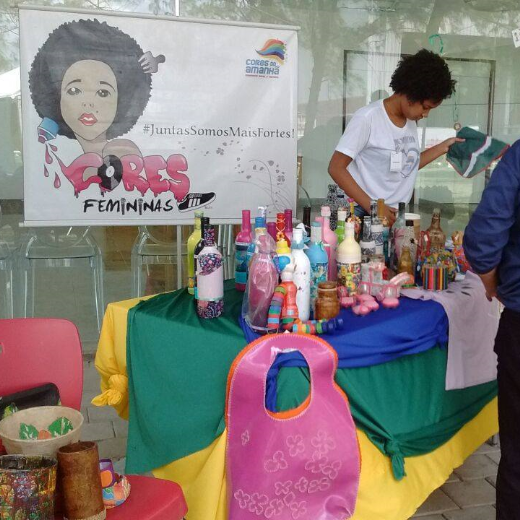 CORES DO
amanhã
#JuntasSomosMaisFortes!
CORES
FEMININAS